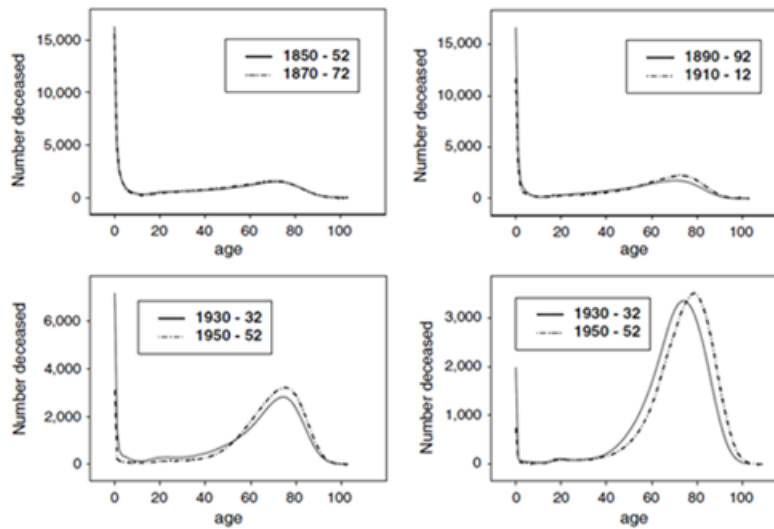 Number deceased
15,000
10,000
5,000
0
1850 - 52
1870 - 72
0 20 40 60 80 100
age
Number deceased
15,000
10,000
5,000
0
1890 - 92
1910 - 12
0 20 40 60 80 100
age
Number deceased
6,000
4,000
2,000
0
1930 - 32
1950 - 52
0 20 40 60 80 100
age
Number deceased
3,000
2,000
1,000
0
1930 - 32
1950 - 52
0 20 40 60 80 100
age